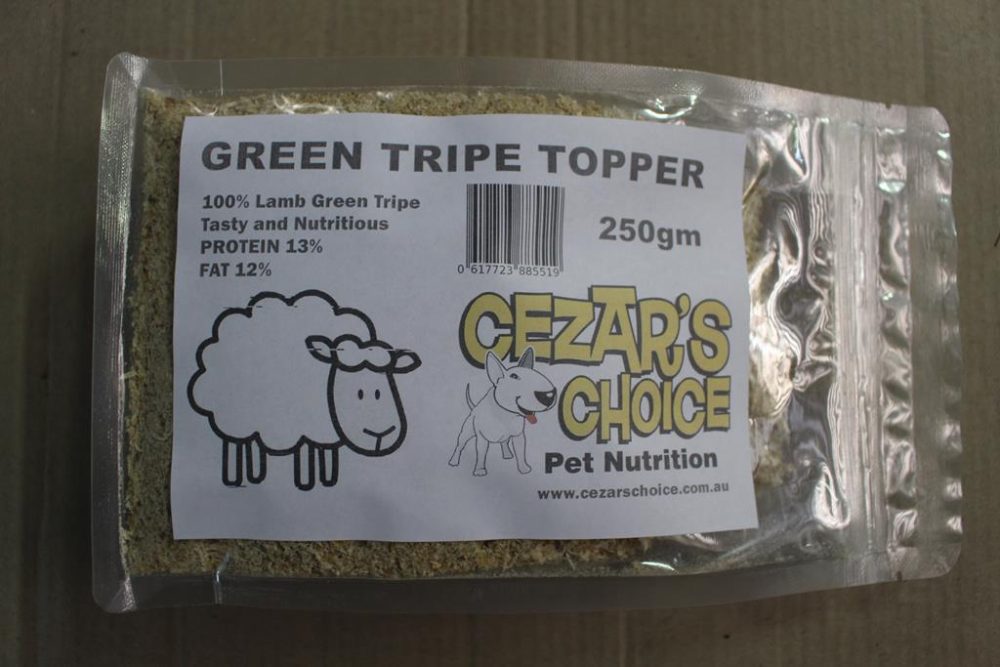 GREEN TRIPE TOPPER
100% Lamb Green Tripe
Tasty and Nutritious
PROTEIN 13%
FAT 12%
250gm
0 617723 885519
CEZAR'S
CHOICE
Pet Nutrition
www.cezarschoice.com.au